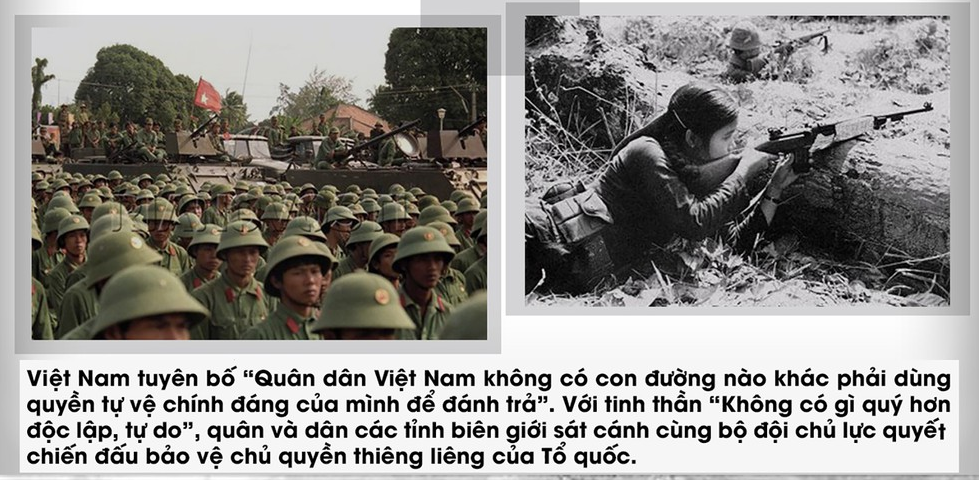 Việt Nam tuyên bố “Quân dân Việt Nam không có con đường nào khác phải dùng
quyền tự vệ chính đáng của mình để đánh trả”. Với tinh thần “Không có gì quý hơn
độc lập, tự do”, quân và dân các tỉnh biên giới sát cánh cùng bộ đội chủ lực quyết
chiến đấu bảo vệ chủ quyền thiêng liêng của Tổ quốc.